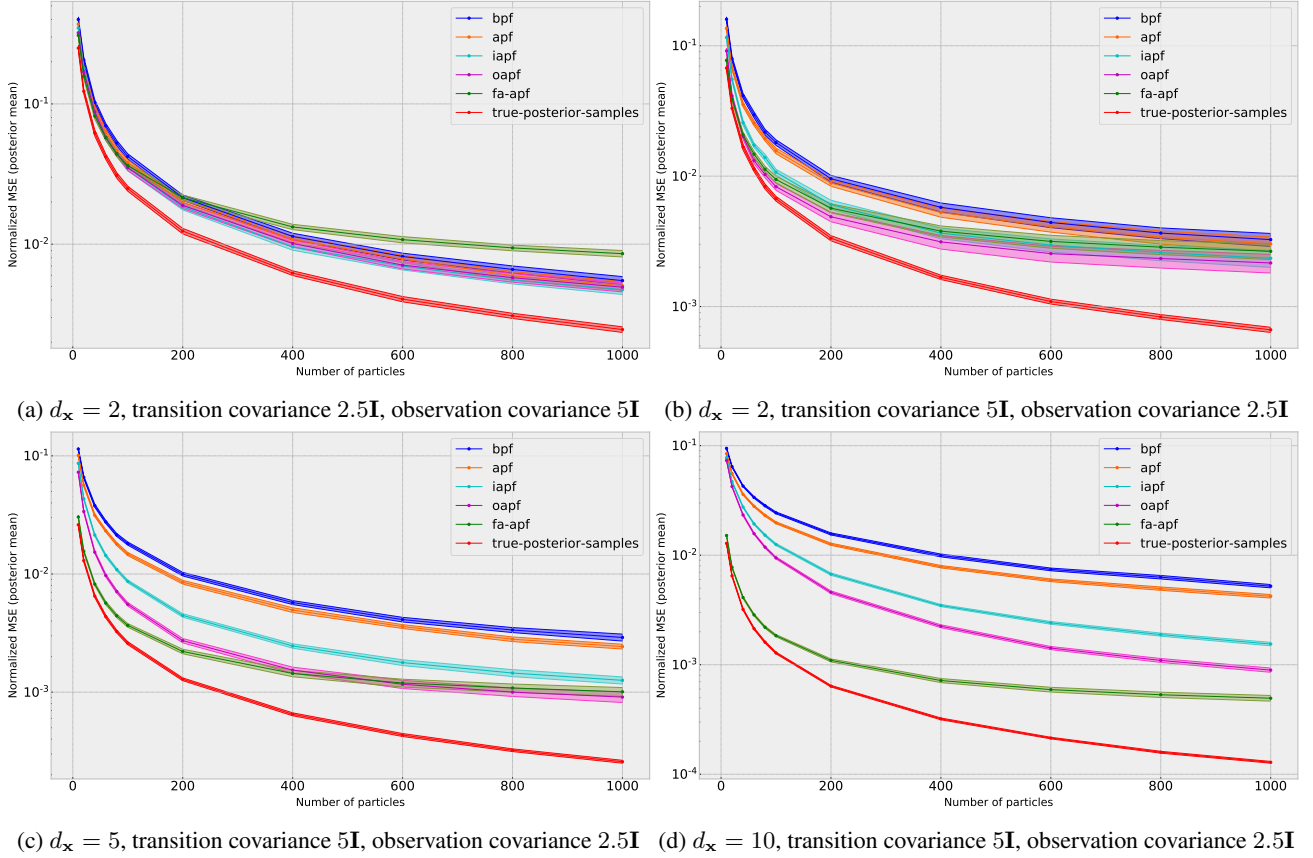 Normalized MSE (posterior mean)
10⁻¹
10⁻²
bpf
apf
iapf
oapf
fa-apf
true-posterior-samples
0 200 400 600 800 1000
Number of particles
(a) d𝐱 = 2, transition covariance 2.5𝐈, observation covariance 5𝐈
Normalized MSE (posterior mean)
10⁻¹
10⁻²
10⁻³
bpf
apf
iapf
oapf
fa-apf
true-posterior-samples
0 200 400 600 800 1000
Number of particles
(b) d𝐱 = 2, transition covariance 5𝐈, observation covariance 2.5𝐈
Normalized MSE (posterior mean)
10⁻¹
10⁻²
10⁻³
bpf
apf
iapf
oapf
fa-apf
true-posterior-samples
0 200 400 600 800 1000
Number of particles
(c) d𝐱 = 5, transition covariance 5𝐈, observation covariance 2.5𝐈
Normalized MSE (posterior mean)
10⁻¹
10⁻²
10⁻³
10⁻⁴
bpf
apf
iapf
oapf
fa-apf
true-posterior-samples
0 200 400 600 800 1000
Number of particles
(d) d𝐱 = 10, transition covariance 5𝐈, observation covariance 2.5𝐈